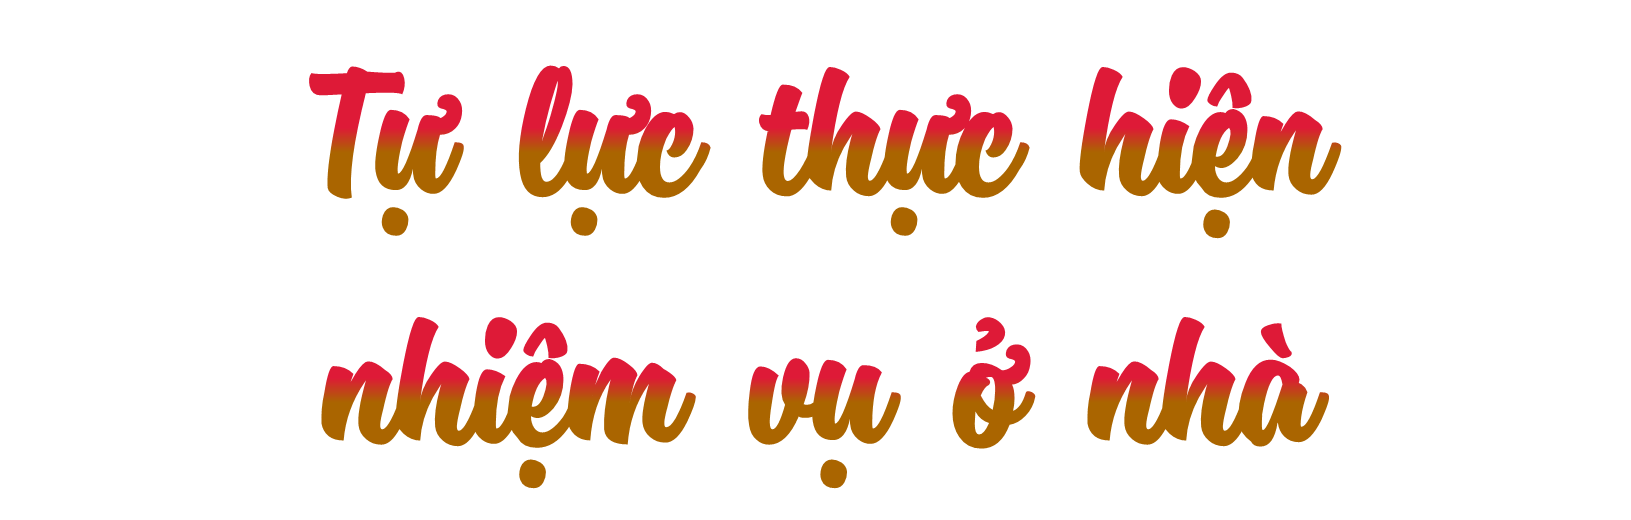 Tự lực thực hiện
nhiệm vụ ở nhà